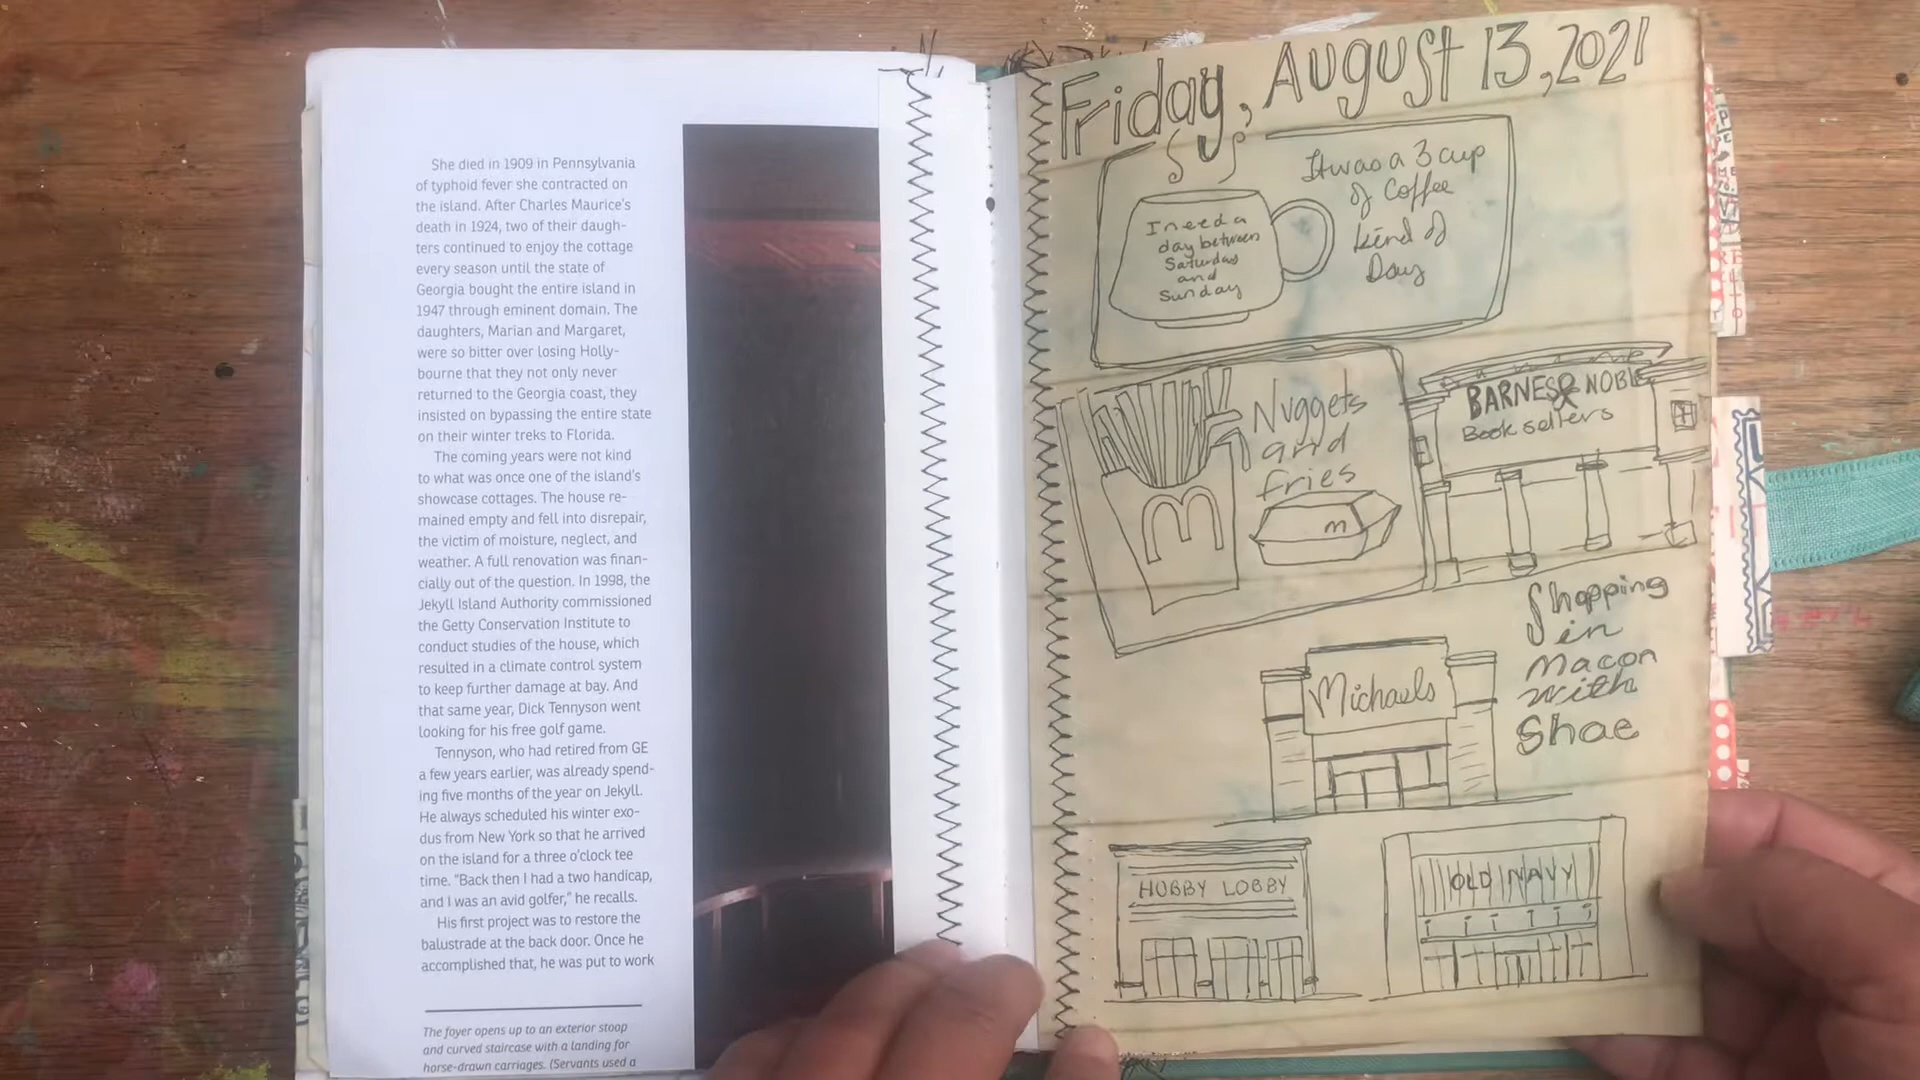 She died in 1909 in Pennsylvania
of typhoid fever she contracted on
the island. After Charles Maurice's
death in 1924, two of their daugh-
ters continued to enjoy the cottage
every season until the state of
Georgia bought the entire island in
1947 through eminent domain. The
daughters, Marian and Margaret,
were so bitter over losing Holly-
bourne that they not only never
returned to the Georgia coast, they
insisted on bypassing the entire state
on their winter treks to Florida.
The coming years were not kind
to what was once one of the island's
showcase cottages. The house re-
mained empty and fell into disrepair,
the victim of moisture, neglect, and
weather. A full renovation was finan-
cially out of the question. In 1998, the
Jekyll Island Authority commissioned
the Getty Conservation Institute to
conduct studies of the house, which
resulted in a climate control system
to keep further damage at bay. And
that same year, Dick Tennyson went
looking for his free golf game.
Tennyson, who had retired from GE
a few years earlier, was already spend-
ing five months of the year on Jekyll.
He always scheduled his winter exo-
dus from New York so that he arrived
on the island for a three o'clock tee
time. "Back then I had a two handicap,
and I was an avid golfer," he recalls.
His first project was to restore the
balustrade at the back door. Once he
accomplished that, he was put to work
The foyer opens up to an exterior stoop
and curved staircase with a landing for
horse-drawn carriages. (Servants used a
Friday, August 13, 2021
I need a
day between
Saturday
and
Sunday
It was a 3 cup
of Coffee
kind of
Day
Nuggets
and
fries
M
m
BARNES & NOBLE
Booksellers
Shopping
in
macon
with
Shae
Michaels
HOBBY LOBBY
OLD NAVY